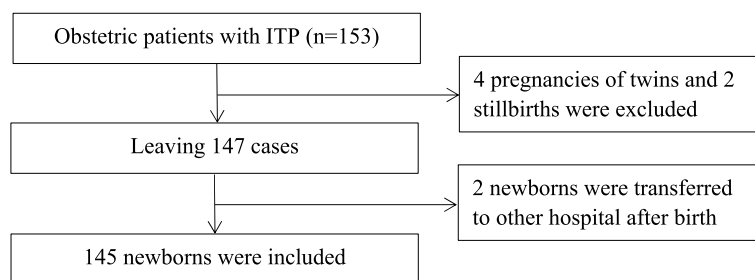 Obstetric patients with ITP (n=153)
4 pregnancies of twins and 2
stillbirths were excluded
Leaving 147 cases
2 newborns were transferred
to other hospital after birth
145 newborns were included